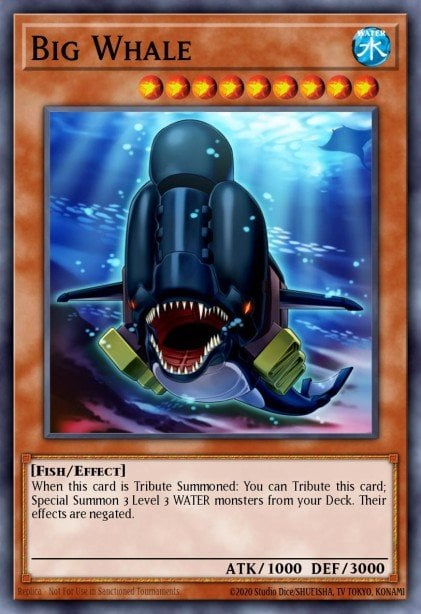 Big Whale
WATER
水
[Fish/Effect]
When this card is Tribute Summoned: You can Tribute this card;
Special Summon 3 Level 3 WATER monsters from your Deck. Their
effects are negated.
ATK/1000 DEF/3000
Replica - Not For Use in Sanctioned Tournaments. ©2020 Studio Dice/SHUEISHA, TV TOKYO, KONAMI